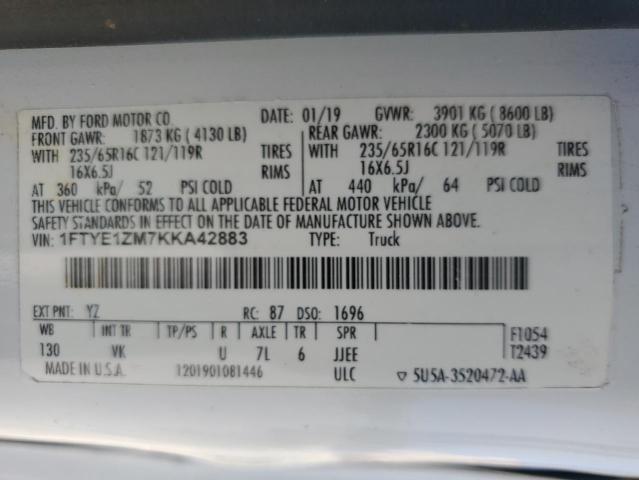 MFD. BY FORD MOTOR CO. DATE: 01/19 GVWR: 3901 KG ( 8600 LB)
FRONT GAWR: 1873 KG ( 4130 LB) REAR GAWR: 2300 KG ( 5070 LB)
WITH 235/65R16C 121/119R TIRES WITH 235/65R16C 121/119R TIRES
16X6.5J RIMS 16X6.5J RIMS
AT 360 kPa/ 52 PSI COLD AT 440 kPa/ 64 PSI COLD
THIS VEHICLE CONFORMS TO ALL APPLICABLE FEDERAL MOTOR VEHICLE
SAFETY STANDARDS IN EFFECT ON THE DATE OF MANUFACTURE SHOWN ABOVE.
VIN: 1FTYE1ZM7KKA42883 TYPE: Truck
EXT PNT: YZ RC: 87 DSO: 1696
WB INT TR TP/PS R AXLE TR SPR F1054
130 VK U 7L 6 JJEE T2439
MADE IN U.S.A. 1201901081446 ULC ▽ 5U5A-3520472-AA